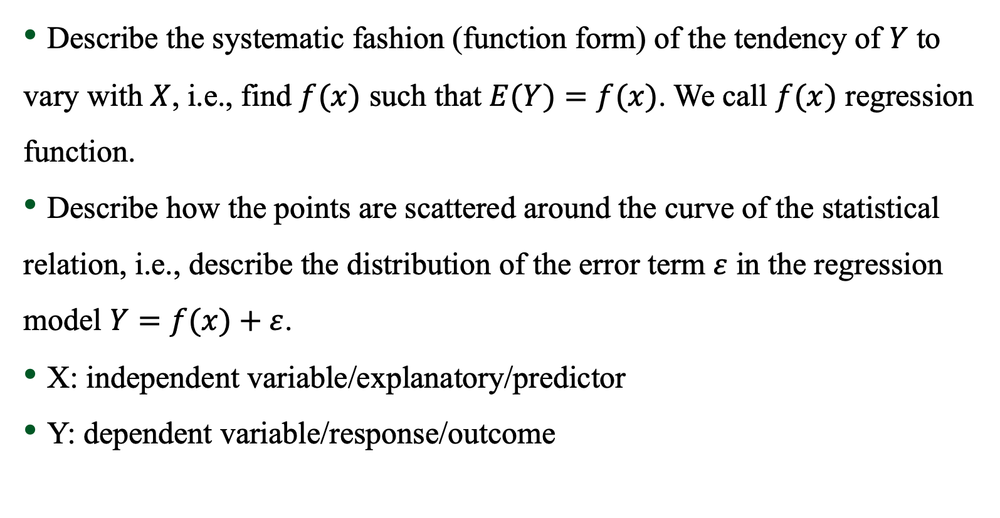 • Describe the systematic fashion (function form) of the tendency of Y to
vary with X, i.e., find f(x) such that E(Y) = f(x). We call f(x) regression
function.
• Describe how the points are scattered around the curve of the statistical
relation, i.e., describe the distribution of the error term ε in the regression
model Y = f(x) + ε.
• X: independent variable/explanatory/predictor
• Y: dependent variable/response/outcome